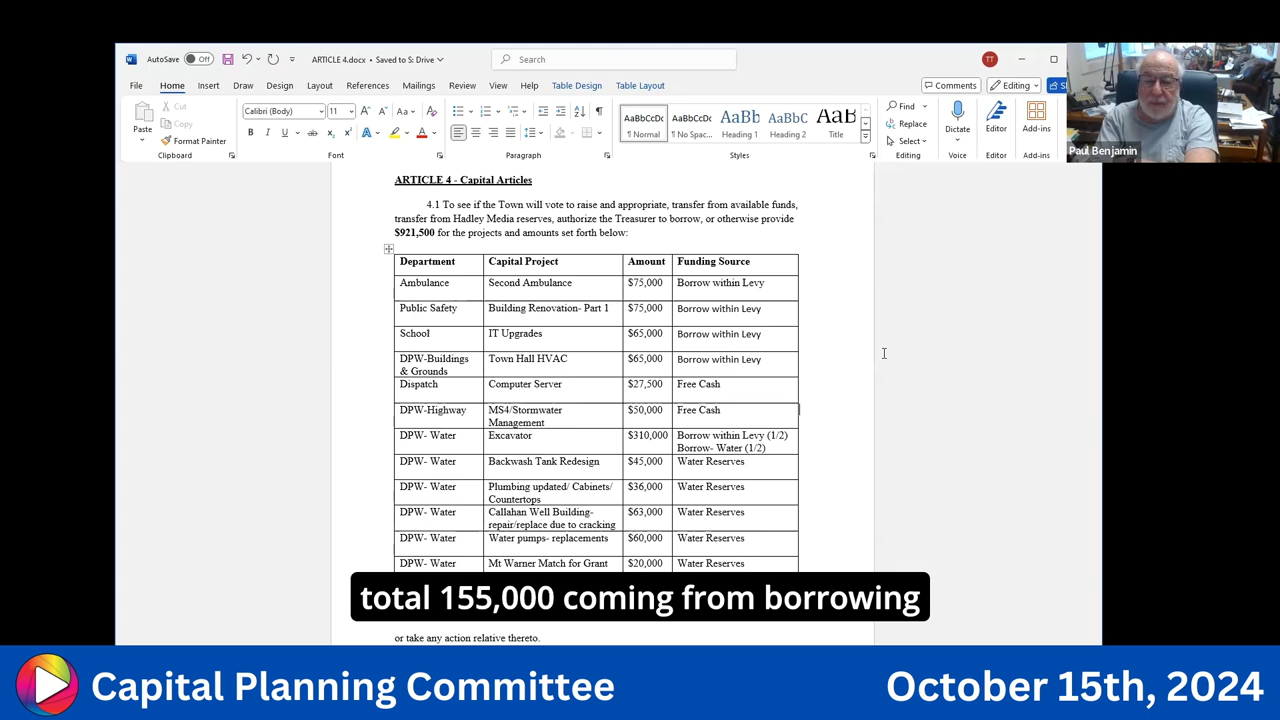 AutoSave Off ARTICLE 4.docx • Saved to S: Drive Search TT
File Home Insert Draw Design Layout References Mailings Review View Help Table Design Table Layout Comments Editing
Cut
Copy
Paste Format Painter
Calibri (Body) 11
AaBbCcDc AaBbCcDc AaBbC AaBbC AaB
¶ Normal ¶ No Spac... Heading 1 Heading 2 Title
Find
Replace
Select
Dictate Editor Add-ins
Clipboard Font Paragraph Styles Editing Voice Editor Add-ins
Paul Benjamin
ARTICLE 4 - Capital Articles
4.1 To see if the Town will vote to raise and appropriate, transfer from available funds,
transfer from Hadley Media reserves, authorize the Treasurer to borrow, or otherwise provide
$921,500 for the projects and amounts set forth below:
Department Capital Project Amount Funding Source
Ambulance Second Ambulance $75,000 Borrow within Levy
Public Safety Building Renovation- Part 1 $75,000 Borrow within Levy
School IT Upgrades $65,000 Borrow within Levy
DPW-Buildings Town Hall HVAC $65,000 Borrow within Levy
& Grounds
Dispatch Computer Server $27,500 Free Cash
DPW-Highway MS4/Stormwater $50,000 Free Cash
Management
DPW- Water Excavator $310,000 Borrow within Levy (1/2)
Borrow- Water (1/2)
DPW- Water Backwash Tank Redesign $45,000 Water Reserves
DPW- Water Plumbing updated/ Cabinets/ $36,000 Water Reserves
Countertops
DPW- Water Callahan Well Building- $63,000 Water Reserves
repair/replace due to cracking
DPW- Water Water pumps- replacements $60,000 Water Reserves
DPW- Water Mt Warner Match for Grant $20,000 Water Reserves
total 155,000 coming from borrowing
or take any action relative thereto.
Capital Planning Committee October 15th, 2024